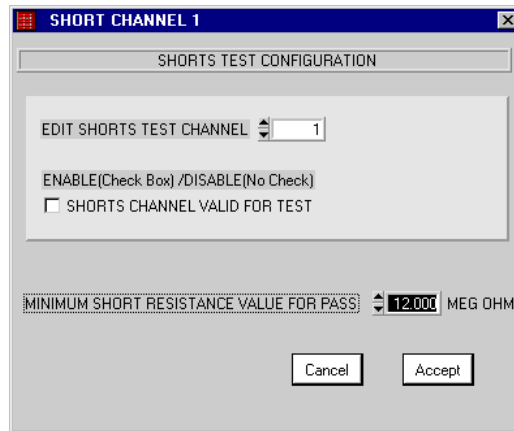 SHORT CHANNEL 1
SHORTS TEST CONFIGURATION
EDIT SHORTS TEST CHANNEL 1
ENABLE(Check Box) /DISABLE(No Check)
SHORTS CHANNEL VALID FOR TEST
MINIMUM SHORT RESISTANCE VALUE FOR PASS 12.000 MEG OHM
Cancel Accept